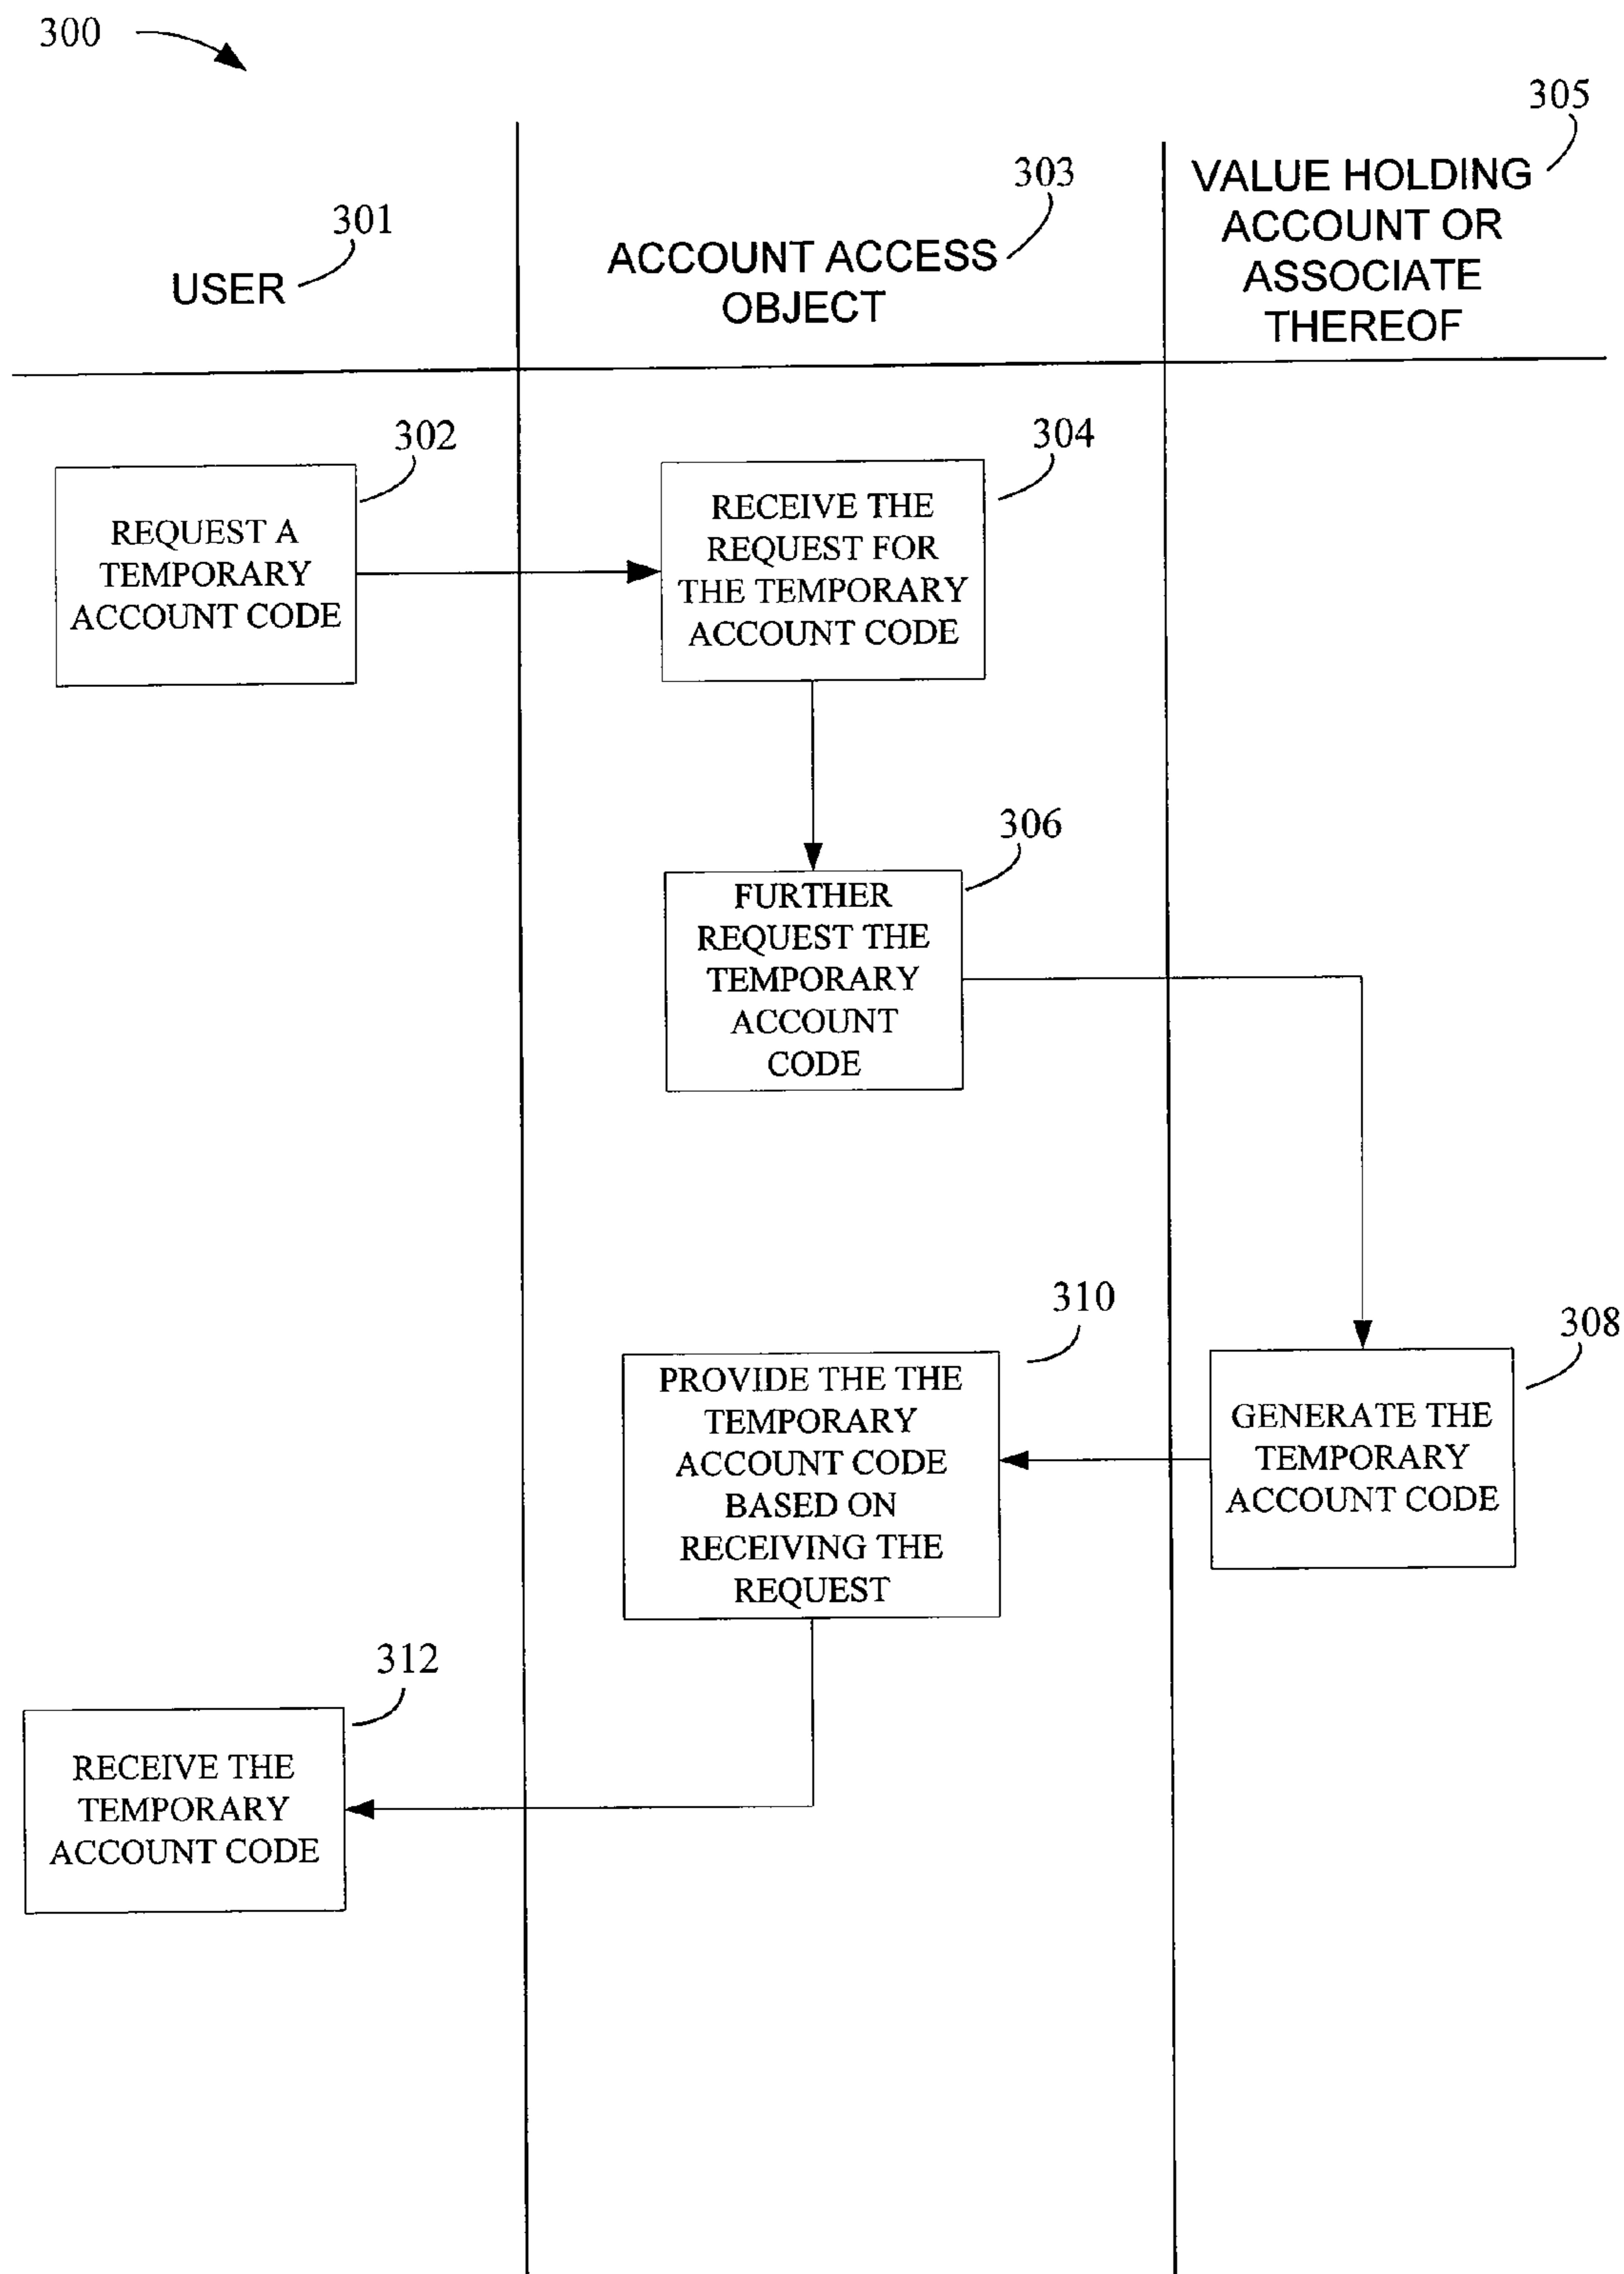 300
305
VALUE HOLDING
ACCOUNT OR
ASSOCIATE
THEREOF
303
ACCOUNT ACCESS
OBJECT
301
USER
302
REQUEST A
TEMPORARY
ACCOUNT CODE
304
RECEIVE THE
REQUEST FOR
THE TEMPORARY
ACCOUNT CODE
306
FURTHER
REQUEST THE
TEMPORARY
ACCOUNT
CODE
308
GENERATE THE
TEMPORARY
ACCOUNT CODE
310
PROVIDE THE THE
TEMPORARY
ACCOUNT CODE
BASED ON
RECEIVING THE
REQUEST
312
RECEIVE THE
TEMPORARY
ACCOUNT CODE